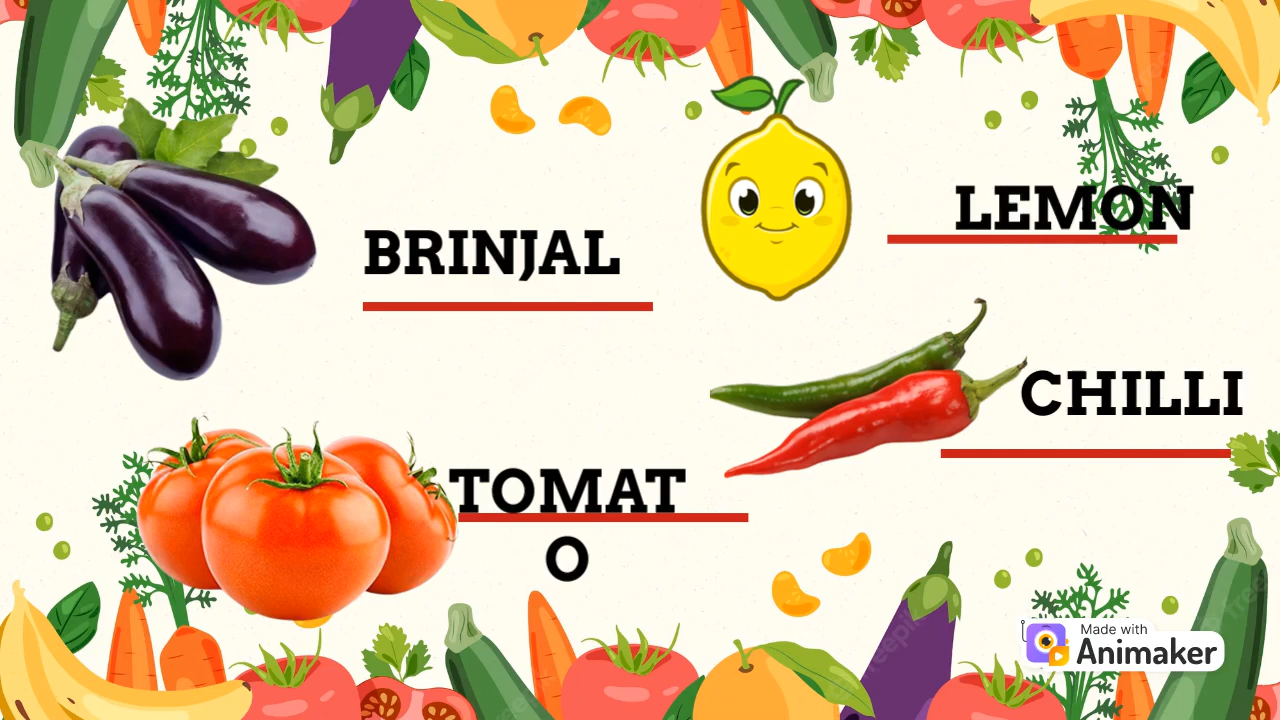 BRINJAL
LEMON
CHILLI
TOMAT
O
Made with
Animaker